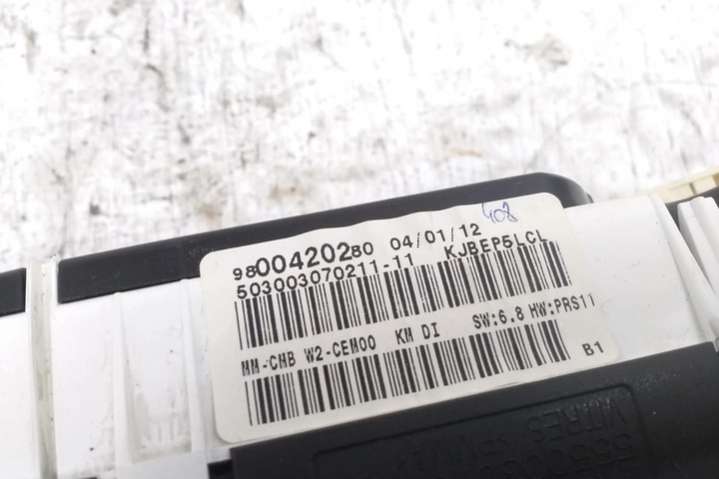 9800420280 04/01/12 408
503003070211-11 KJBEP5LCL
MM-CMB W2-CEM00 KM DI SW:6.8 HW:PRS11
B1
VITRES